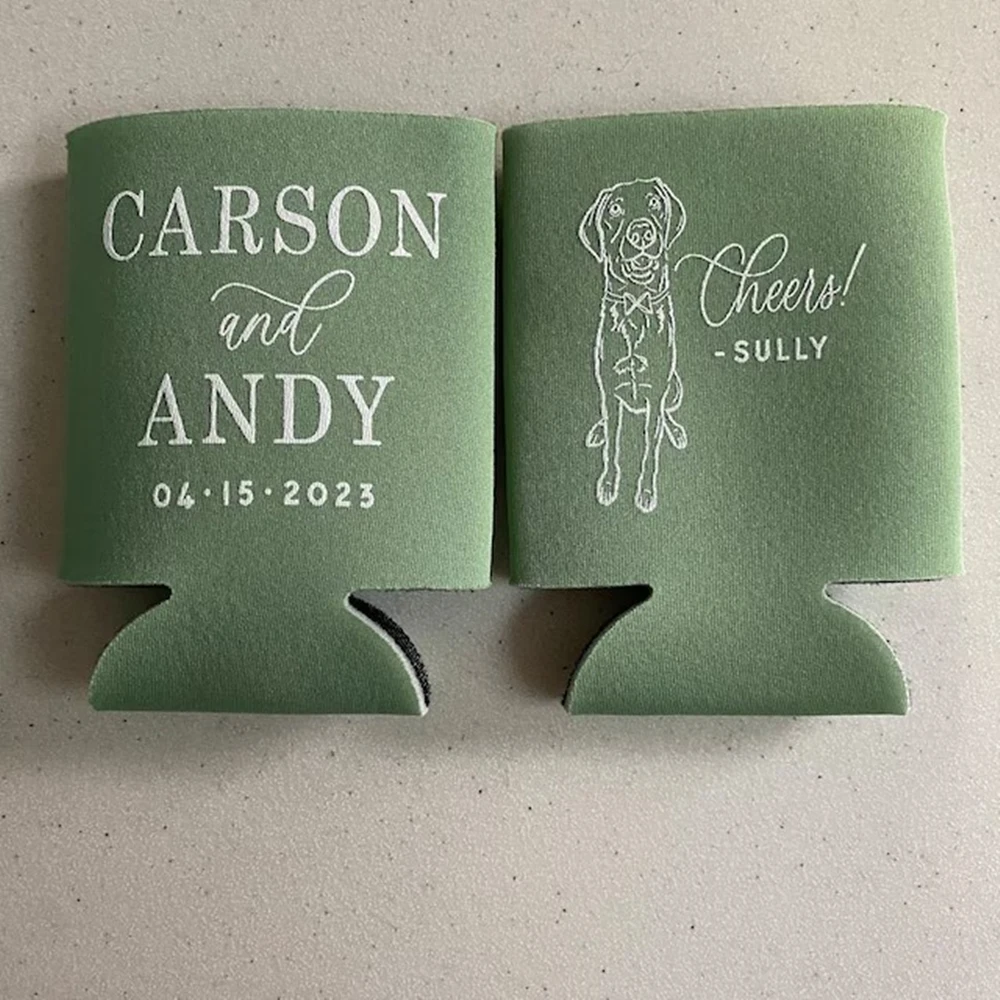 CARSON
and
ANDY
04·15·2023
Cheers!
-SULLY